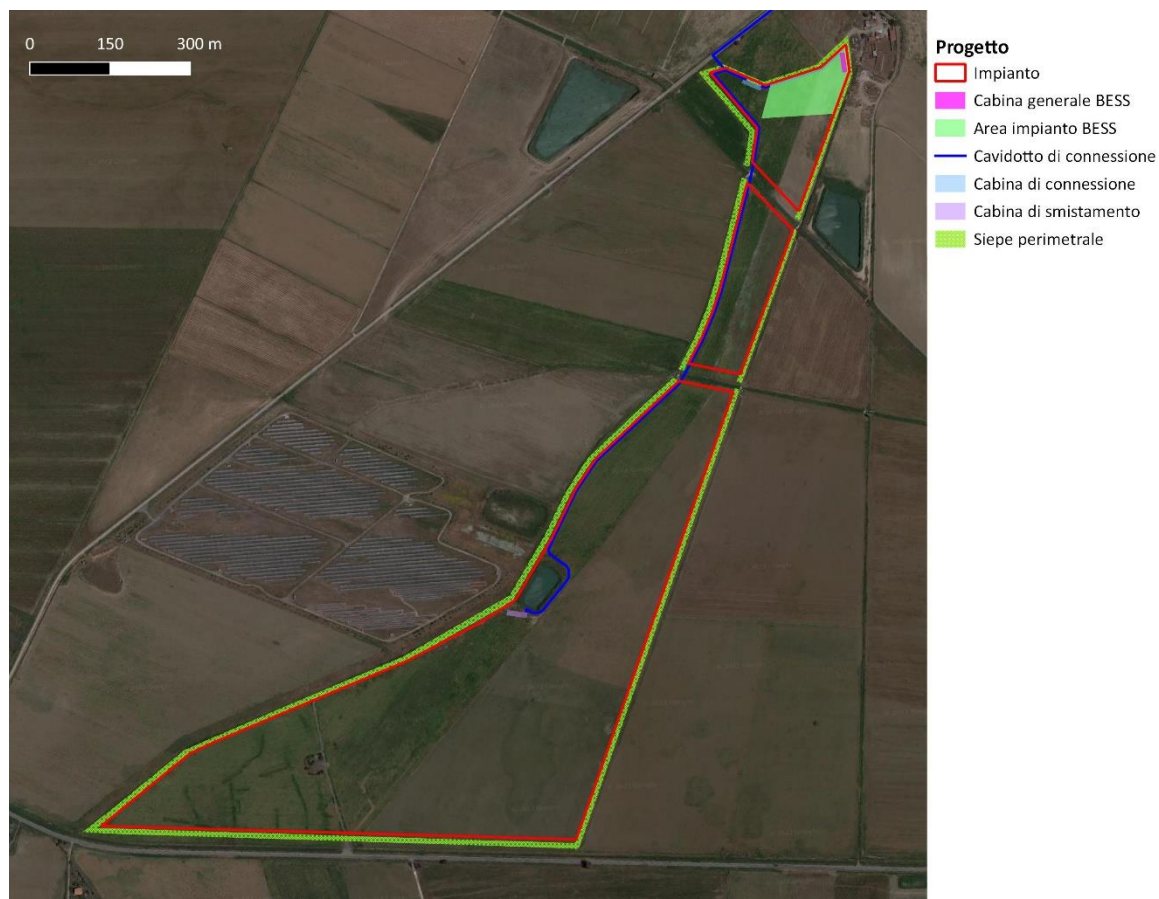 0 150 300 m
Progetto
Impianto
Cabina generale BESS
Area impianto BESS
Cavidotto di connessione
Cabina di connessione
Cabina di smistamento
Siepe perimetrale